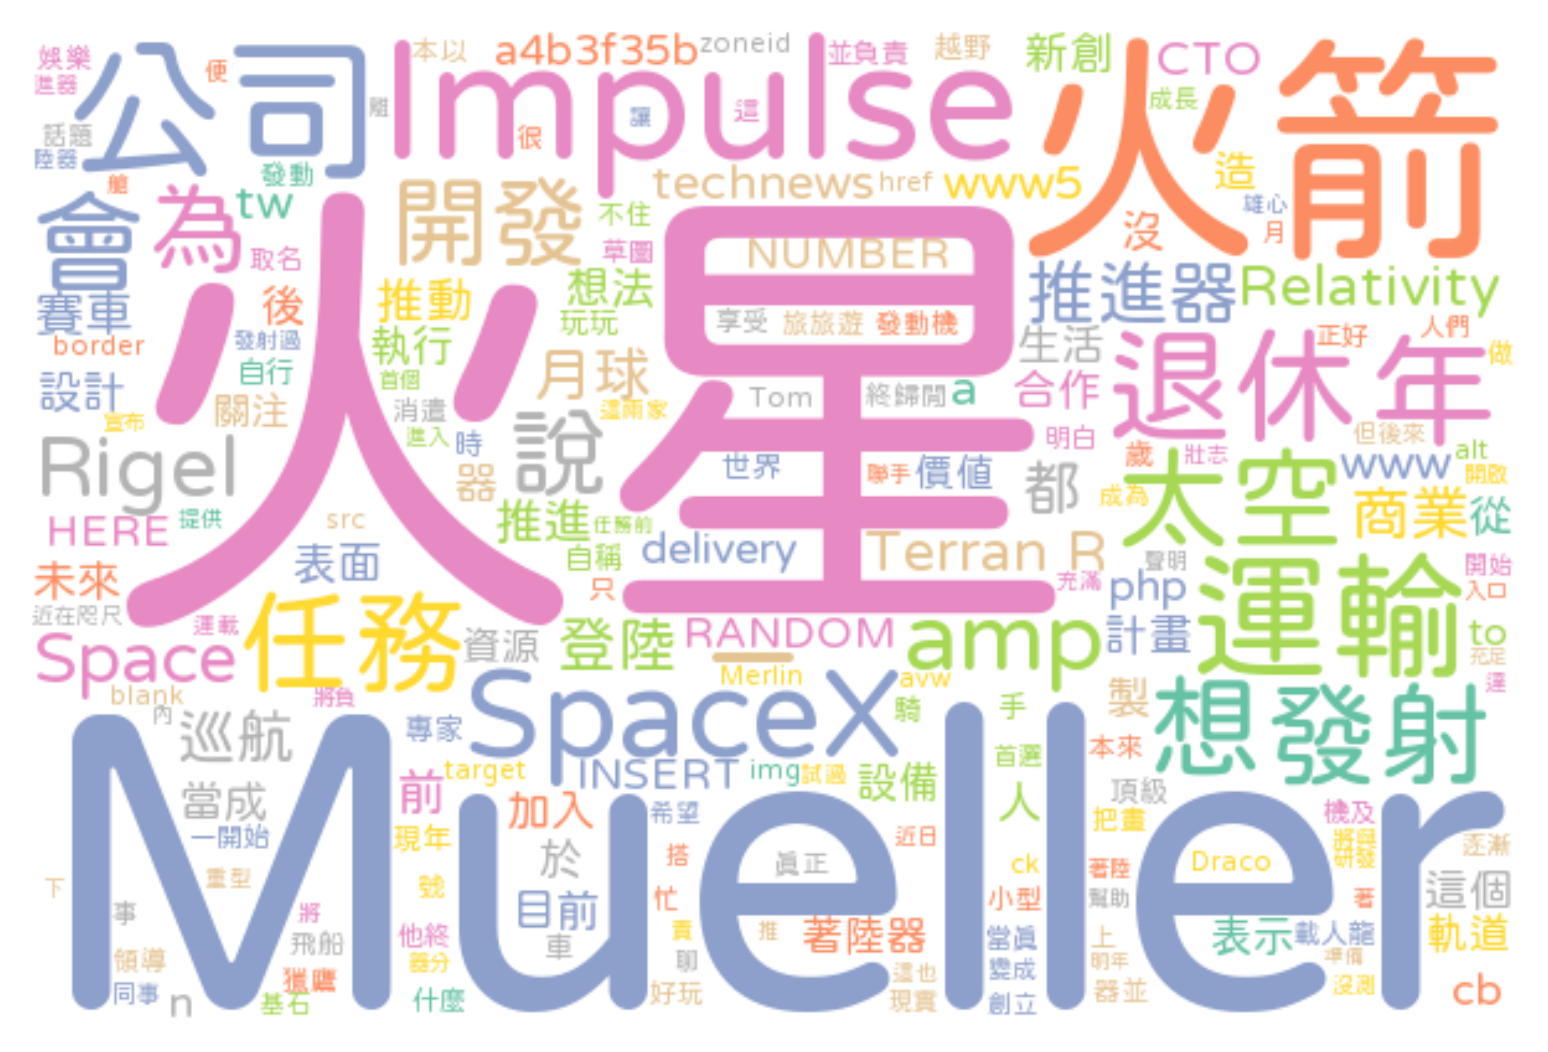 娛樂
進器
公司
便
離
本以
a4b3f35b
zoneid
並負責
越野
新創
CTO
成長
火箭
Impulse
很
讓
這
話題
陸器
艙
發動
為
tw
取名
會
開發
不住
草圖
technews
href
www5
造
雄心
月
沒
火星
NUMBER
享受
旅旅遊
發動機
想法
玩玩
推動
後
賽車
border
發射過
自行
執行
首個
推進器
Relativity
生活
正好
人們
做
退休年
合作
設計
宣布
關注
消遣
進入
時
月球
這兩家
Tom
終歸閒
a
明白
但後來
Rigel
說
器
世界
聯手
價值
都
歲
壯志
成為
太空
www
alt
開啟
商業
從
HERE
提供
src
推進
任務前
自稱
delivery
Terran R
聲明
未來
近在咫尺
表面
只
充滿
php
運輸
開始
入口
運載
任務
資源
登陸
RANDOM
amp
計畫
to
充足
Space
_
Merlin
avw
達
blank
將負
內
巡航
專家
SpaceX
騎
手
製
想
發射
首選
本來
target
INSERT
img
試過
設備
當成
前
加入
希望
人
頂級
把畫
機及
一開始
現年
於
搭
真正
近日
ck
著陸
Draco
將與
研發
逐漸
下
重型
號
目前
忙
小型
幫助
著
這個
事
將
飛船
他終
車
賣
推
著陸器
當真
上
表示
載人龍
軌道
領導
獵鷹
器分
聊
這也
變成
明年
準備
同事
n
基石
什麼
好玩
現實
創立
器並
沒測
cb
Mueller